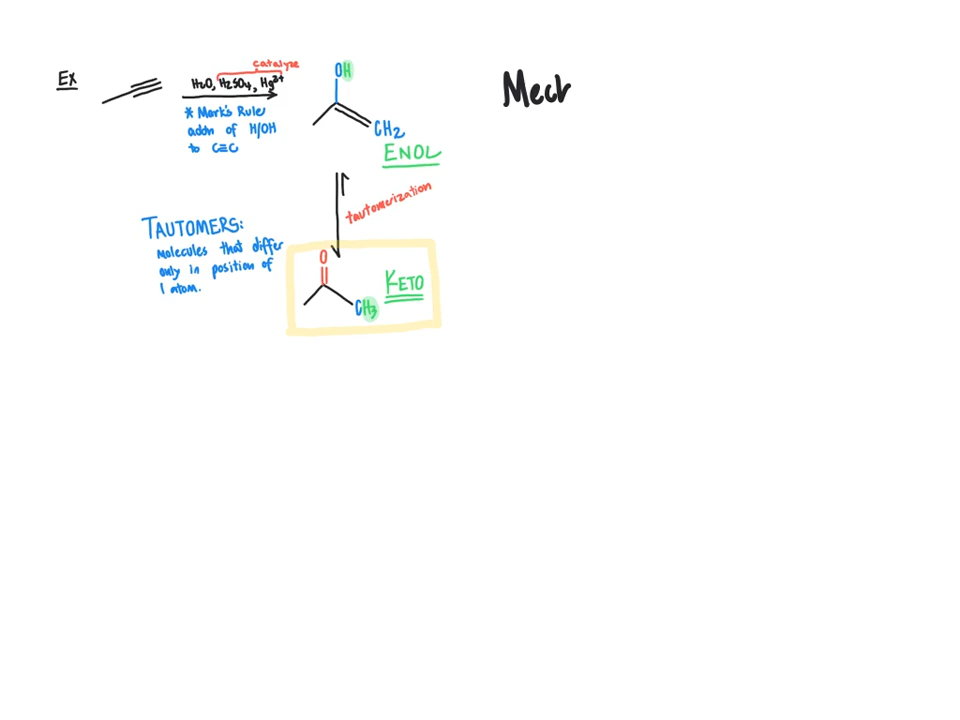 Ex
catalyze
H₂O, H₂SO₄, Hg²⁺
* Mark's Rule
addn of H/OH
to C≡C
OH
CH₂
ENOL
tautomerization
TAUTOMERS:
Molecules that differ
only in position of
1 atom.
O
KETO
CH₃
Mech